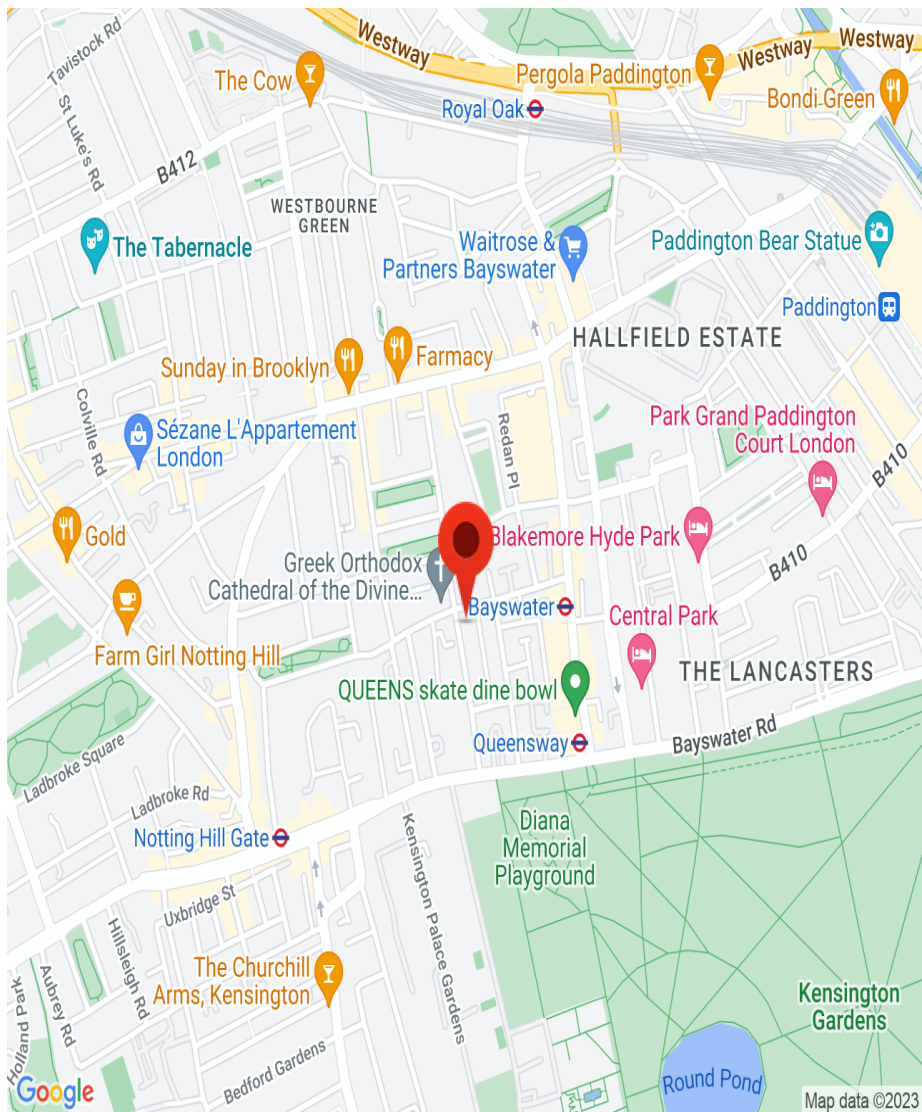 Tavistock Rd
Westway
Westway
Westway
The Cow
Pergola Paddington
Bondi Green
St Luke's Rd
Royal Oak
B412
WESTBOURNE
GREEN
The Tabernacle
Waitrose &
Partners Bayswater
Paddington Bear Statue
Paddington
HALLFIELD ESTATE
Sunday in Brooklyn
Farmacy
Colville Rd
Sézane L'Appartement
London
Redan Pl
Park Grand Paddington
Court London
B410
Gold
Blakemore Hyde Park
Greek Orthodox
Cathedral of the Divine...
B410
Bayswater
Central Park
Farm Girl Notting Hill
THE LANCASTERS
QUEENS skate dine bowl
Queensway
Bayswater Rd
Ladbroke Square
Ladbroke Rd
Notting Hill Gate
Diana
Memorial
Playground
Kensington Palace Gardens
Uxbridge St
Hillsleigh Rd
Aubrey Rd
Holland Park
The Churchill
Arms, Kensington
Kensington
Gardens
Bedford Gardens
Round Pond
Google
Map data ©2023